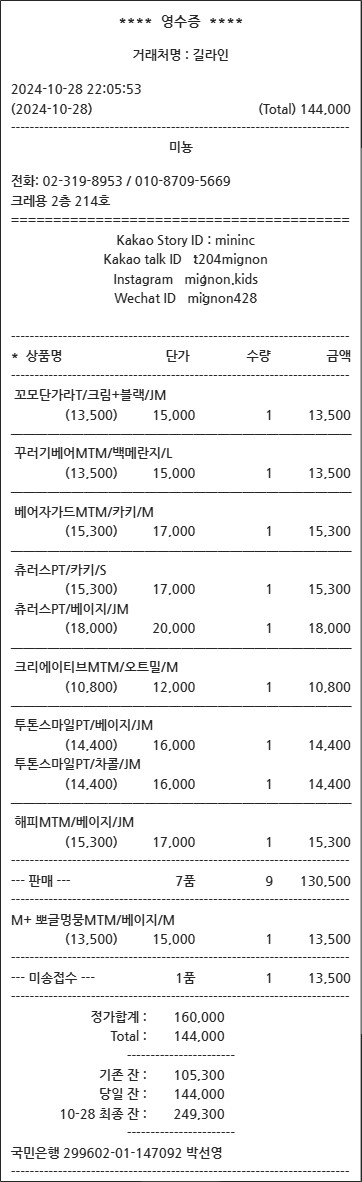 **** 영수증 ****
거래처명 : 길라인
2024-10-28 22:05:53
(2024-10-28) (Total) 144,000
미뇽
전화: 02-319-8953 / 010-8709-5669
크레용 2층 214호
Kakao Story ID : mininc
Kakao talk ID t204mignon
Instagram mignon.kids
Wechat ID mignon428
* 상품명 단가 수량 금액
꼬모단가라T/크림+블랙/JM
(13,500) 15,000 1 13,500
꾸러기베어MTM/백메란지/L
(13,500) 15,000 1 13,500
베어자가드MTM/카키/M
(15,300) 17,000 1 15,300
츄러스PT/카키/S
(15,300) 17,000 1 15,300
츄러스PT/베이지/JM
(18,000) 20,000 1 18,000
크리에이티브MTM/오트밀/M
(10,800) 12,000 1 10,800
투톤스마일PT/베이지/JM
(14,400) 16,000 1 14,400
투톤스마일PT/차콜/JM
(14,400) 16,000 1 14,400
해피MTM/베이지/JM
(15,300) 17,000 1 15,300
--- 판매 --- 7품 9 130,500
M+ 뽀글멍뭉MTM/베이지/M
(13,500) 15,000 1 13,500
--- 미송접수 --- 1품 1 13,500
정가합계 : 160,000
Total : 144,000
기존 잔 : 105,300
당일 잔 : 144,000
10-28 최종 잔 : 249,300
국민은행 299602-01-147092 박선영